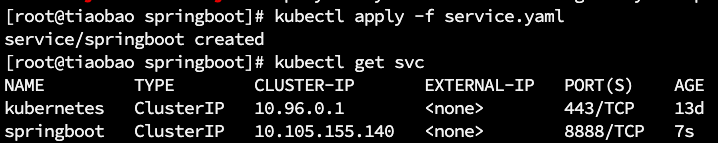 [root@tiaobao springboot]# kubectl apply -f service.yaml
service/springboot created
[root@tiaobao springboot]# kubectl get svc
NAME TYPE CLUSTER-IP EXTERNAL-IP PORT(S) AGE
kubernetes ClusterIP 10.96.0.1 <none> 443/TCP 13d
springboot ClusterIP 10.105.155.140 <none> 8888/TCP 7s